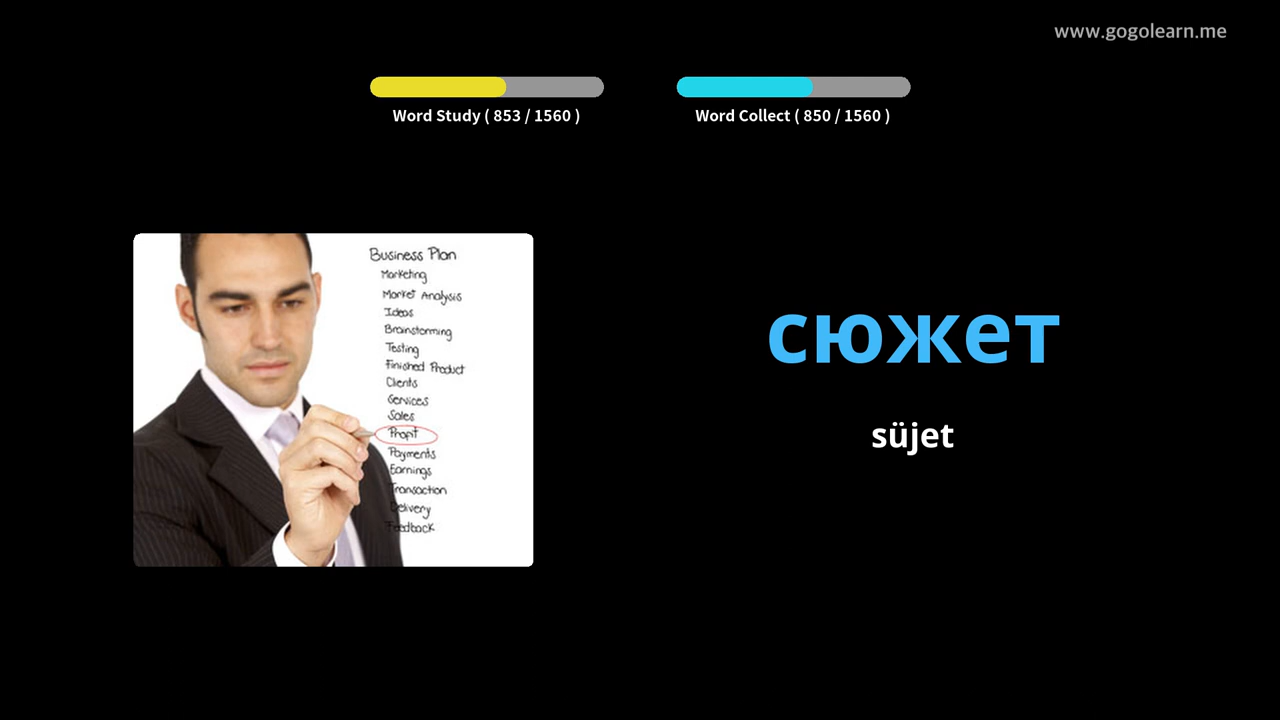 www.gogolearn.me
Word Study ( 853 / 1560 )
Word Collect ( 850 / 1560 )
Business Plan
Marketing
Market Analysis
Ideas
Brainstorming
Testing
Finished Product
Clients
Services
Sales
Profit
Payments
Earnings
Transaction
Delivery
Feedback
сюжет
süjet